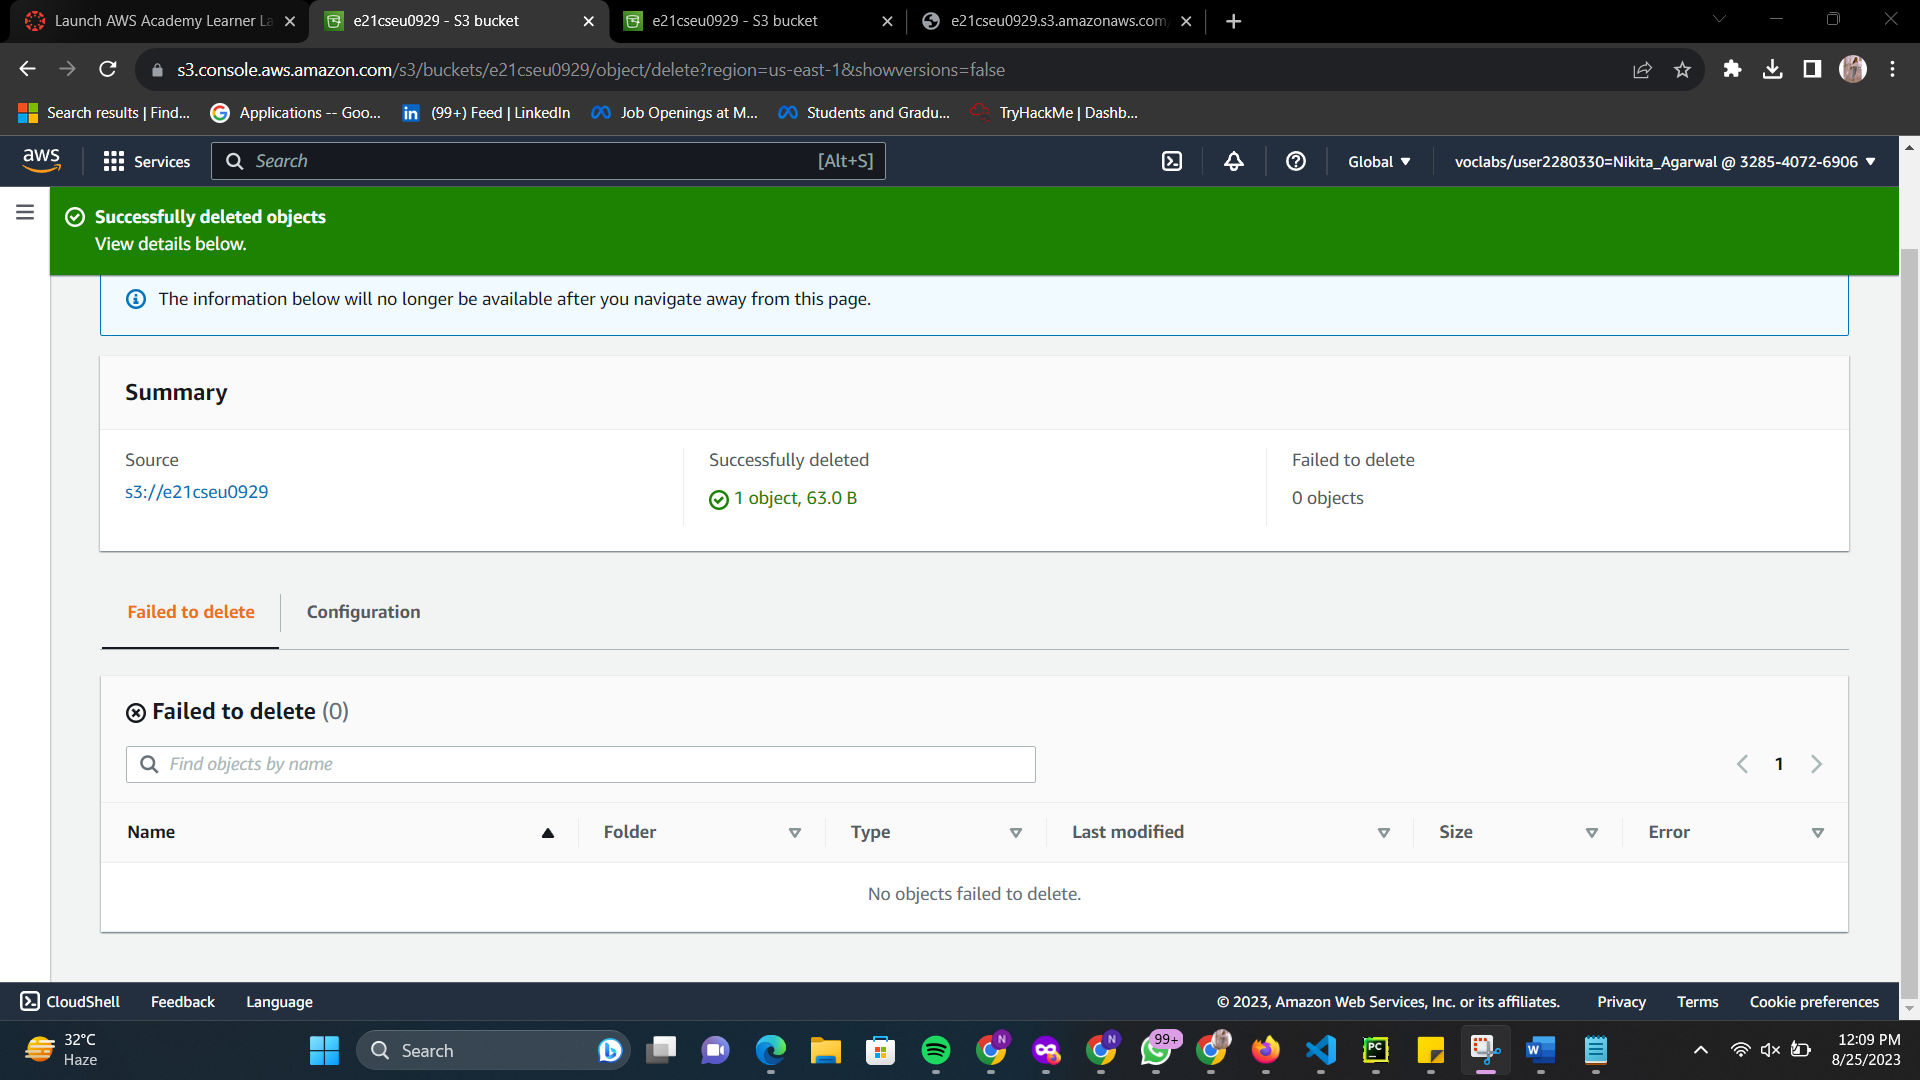 Launch AWS Academy Learner La
e21cseu0929 - S3 bucket
e21cseu0929 - S3 bucket
e21cseu0929.s3.amazonaws.com/
s3.console.aws.amazon.com/s3/buckets/e21cseu0929/object/delete?region=us-east-1&showversions=false
Search results | Find...
Applications -- Goo...
(99+) Feed | LinkedIn
Job Openings at M...
Students and Gradu...
TryHackMe | Dashb...
aws
Services
Search
[Alt+S]
Global
voclabs/user2280330=Nikita_Agarwal @ 3285-4072-6906
Successfully deleted objects
View details below.
The information below will no longer be available after you navigate away from this page.
Summary
Source
s3://e21cseu0929
Successfully deleted
1 object, 63.0 B
Failed to delete
0 objects
Failed to delete
Configuration
Failed to delete (0)
Find objects by name
1
Name
Folder
Type
Last modified
Size
Error
No objects failed to delete.
CloudShell
Feedback
Language
© 2023, Amazon Web Services, Inc. or its affiliates.
Privacy
Terms
Cookie preferences
32°C
Haze
Search
N
N
99+
PC
W
12:09 PM
8/25/2023